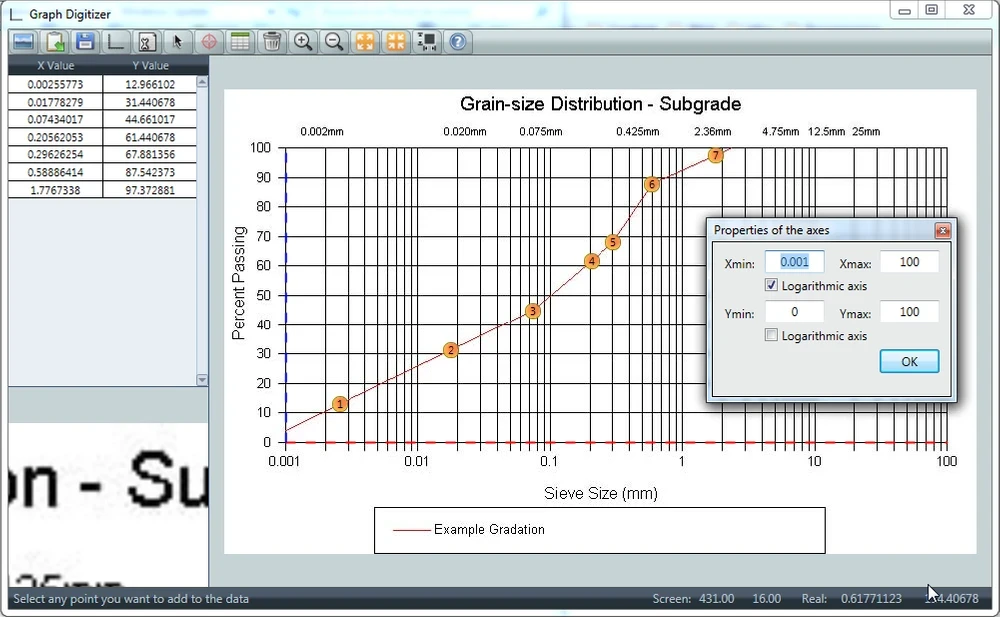 Graph Digitizer
X Value Y Value
0.00255773 12.966102
0.01778279 31.440678
0.07434017 44.661017
0.20562053 61.440678
0.29626254 67.881356
0.58886414 87.542373
1.7767338 97.372881
Grain-size Distribution - Subgrade
0.002mm 0.020mm 0.075mm 0.425mm 2.36mm 4.75mm 12.5mm 25mm
100
90
80
70
60
50
40
30
20
10
0
Percent Passing
1
2
3
4
5
6
7
0.001 0.01 0.1 1 10 100
Sieve Size (mm)
Example Gradation
Properties of the axes
Xmin: 0.001 Xmax: 100
Logarithmic axis
Ymin: 0 Ymax: 100
Logarithmic axis
OK
on - Su
Select any point you want to add to the data
Screen: 431.00 16.00 Real: 0.61771123